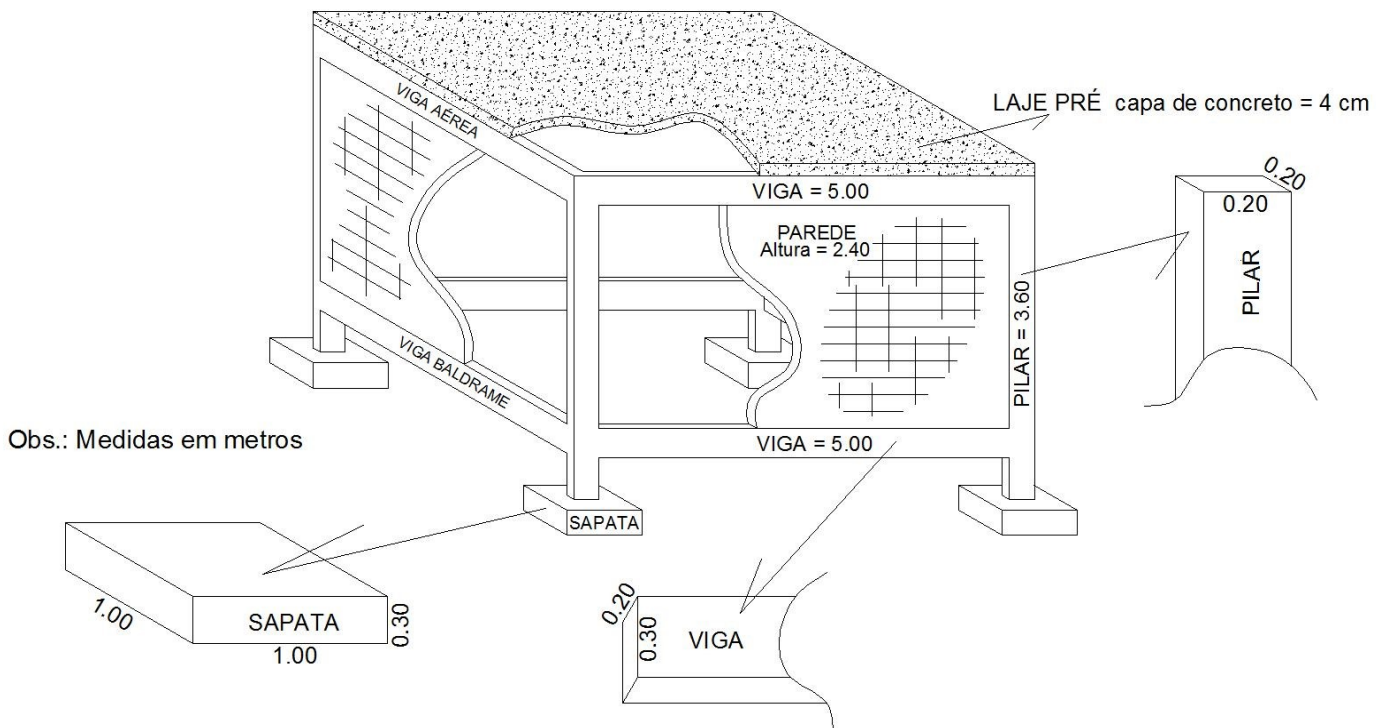 VIGA AÉREA
LAJE PRÉ capa de concreto = 4 cm
VIGA = 5.00
0.20
0.20
PILAR
PAREDE
Altura = 2.40
PILAR = 3.60
VIGA BALDRAME
VIGA = 5.00
Obs.: Medidas em metros
SAPATA
1.00
SAPATA
1.00
0.30
0.20
0.30
VIGA